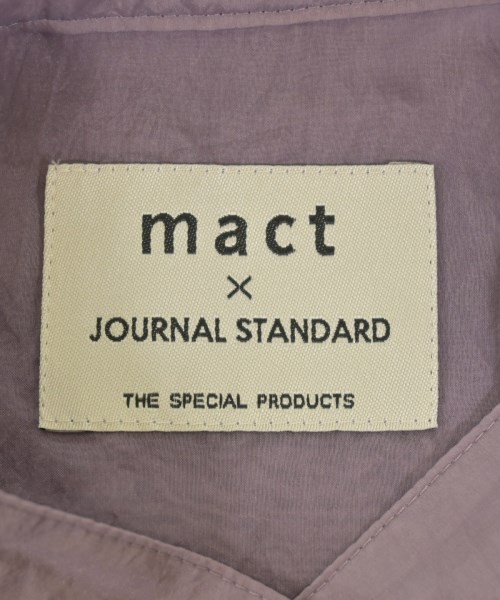 mact
×
JOURNAL STANDARD
THE SPECIAL PRODUCTS